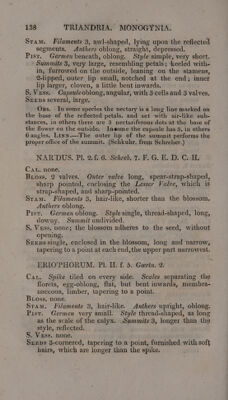 138 TRIANDRIA. MONOGYNIA.
STAM. Filaments 3, awl-shaped, lying upon the reflected
segments. Anthers oblong, straight, depressed.
PIST. Germen beneath, oblong. Style simple, very short.
Summits 3, very large, resembling petals; keeled with-
in, furrowed on the outside, leaning on the stamens,
2-lipped, outer lip small, notched at the end; inner
lip larger, cloven, a little bent inwards.
S. VESS. Capsule oblong, angular, with 3 cells and 3 valves.
SEEDS several, large.
OBS. In some species the nectary is a long line marked on
the base of the reflected petals, and set with air-like sub-
stances, in others there are 3 nectariferous dots at the base of
the flower on the outside. In some the capsule has 3, in others
6 angles. LINN.—The outer lip of the summit performs the
proper office of the summit. (Schkuhr, from Schreber.)
NARDUS. Pl. 2. f. 6. Schreb. 7. F. G. E. D. C. H.
CAL. none.
BLOSS. 2 valves. Outer valve long, spear-strap-shaped,
sharp pointed, enclosing the Lesser Valve, which is
strap-shaped, and sharp-pointed.
STAM. Filaments 3, hair-like, shorter than the blossom.
Anthers oblong.
PIST. Germen oblong. Style single, thread-shaped, long,
downy. Summit undivided.
S. VESS. none; the blossom adheres to the seed, without
opening.
SEEDS single, enclosed in the blossom, long and narrow,
tapering to a point at each end, the upper part narrowest.
ERIOPHORUM. Pl. II. f. 5. Gærtn. 2.
CAL. Spike tiled on every side. Scales separating the
florets, egg-oblong, flat, but bent inwards, membra-
naceous, limber, tapering to a point.
BLOSS. none.
STAM. Filaments 3, hair-like. Anthers upright, oblong.
PIST. Germen very small. Style thread-shaped, as long
as the scale of the calyx. Summits 3, longer than the
style, reflected.
S. VESS. none.
SEEDS 3-cornered, tapering to a point, furnished with soft
hairs, which are longer than the spike.